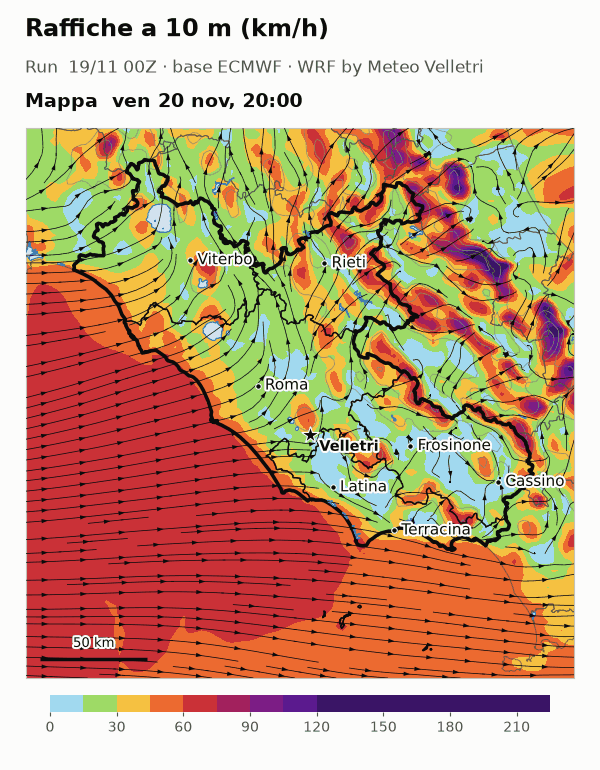 Raffiche a 10 m (km/h)
Run  19/11 00Z · base ECMWF · WRF by Meteo Velletri
Mappa  ven 20 nov, 20:00
Viterbo
Rieti
Roma
Velletri
Frosinone
Latina
Cassino
Terracina
50 km
0 30 60 90 120 150 180 210